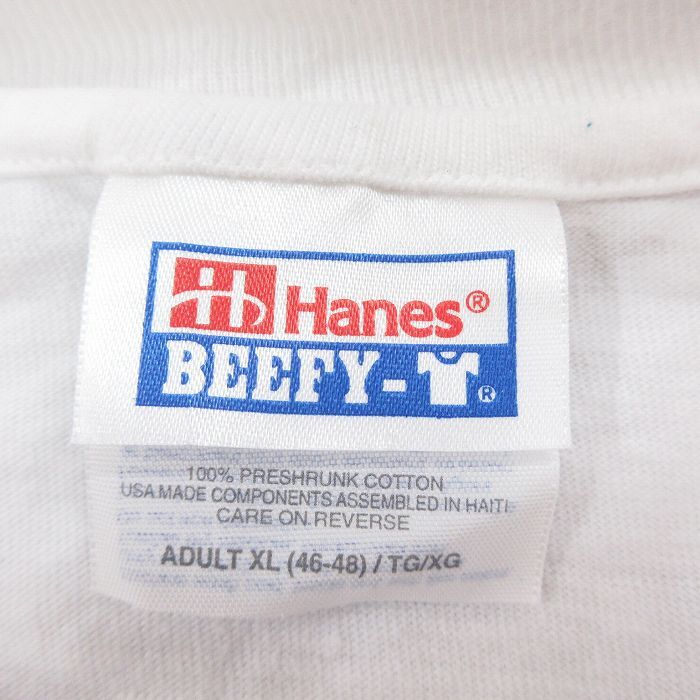 H Hanes®
BEEFY-®
100% PRESHRUNK COTTON
USA MADE COMPONENTS ASSEMBLED IN HAITI
CARE ON REVERSE
ADULT XL (46-48) / TG/XG